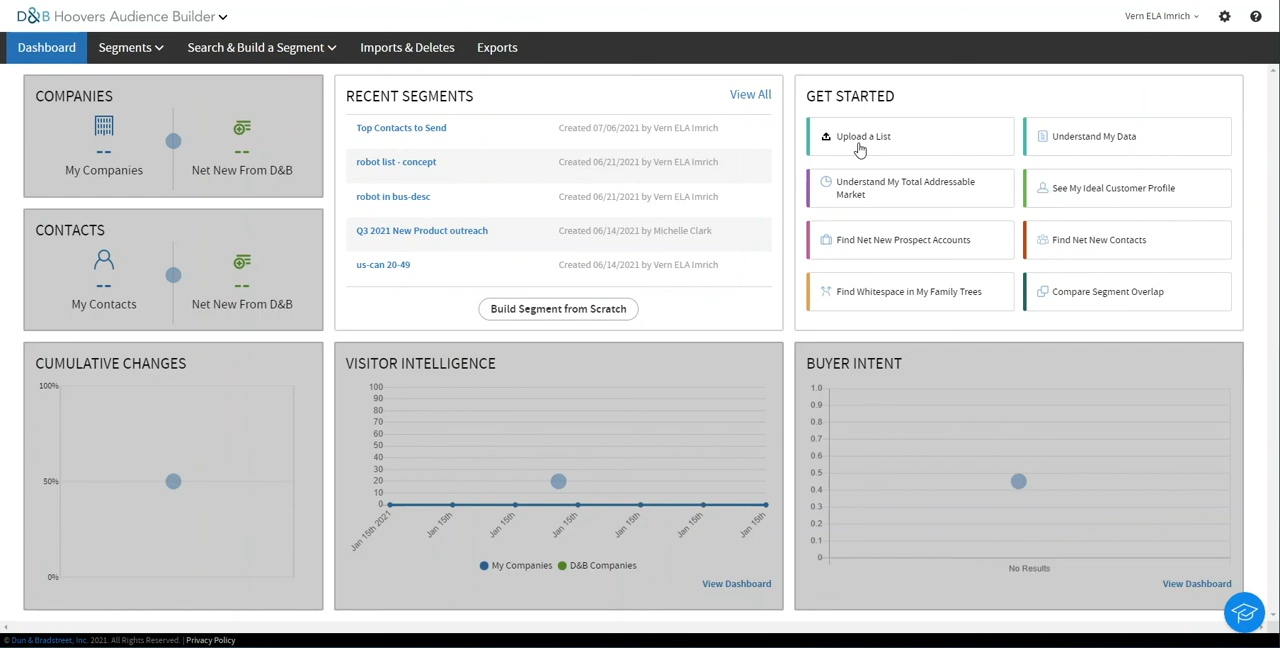 D&B Hoovers Audience Builder
Vern ELA Imrich
Dashboard
Segments
Search & Build a Segment
Imports & Deletes
Exports
COMPANIES
--
My Companies
--
Net New From D&B
CONTACTS
--
My Contacts
--
Net New From D&B
RECENT SEGMENTS
View All
Top Contacts to Send
Created 07/06/2021 by Vern ELA Imrich
robot list - concept
Created 06/21/2021 by Vern ELA Imrich
robot in bus-desc
Created 06/21/2021 by Vern ELA Imrich
Q3 2021 New Product outreach
Created 06/14/2021 by Michelle Clark
us-can 20-49
Created 06/14/2021 by Vern ELA Imrich
Build Segment from Scratch
GET STARTED
Upload a List
Understand My Data
Understand My Total Addressable
Market
See My Ideal Customer Profile
Find Net New Prospect Accounts
Find Net New Contacts
Find Whitespace in My Family Trees
Compare Segment Overlap
CUMULATIVE CHANGES
100%
50%
0%
VISITOR INTELLIGENCE
100
90
80
70
60
50
40
30
20
10
0
Jan 15th 2021
Jan 15th
Jan 15th
Jan 15th
Jan 15th
Jan 15th
Jan 15th
My Companies
D&B Companies
View Dashboard
BUYER INTENT
1.0
0.9
0.8
0.7
0.6
0.5
0.4
0.3
0.2
0.1
0
No Results
View Dashboard
© Dun & Bradstreet, Inc. 2021. All Rights Reserved. | Privacy Policy